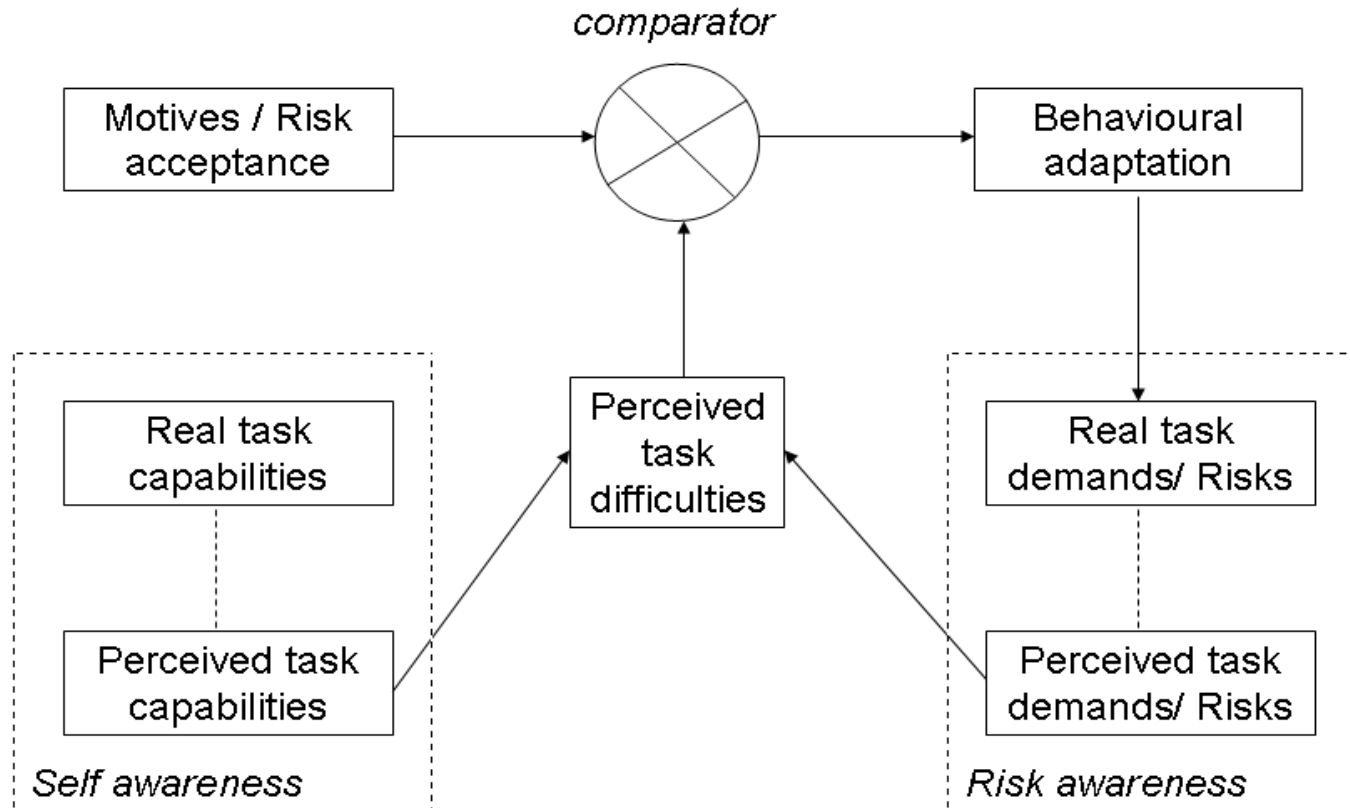 comparator
Motives / Risk
acceptance
Behavioural
adaptation
Real task
capabilities
Perceived
task
difficulties
Real task
demands/ Risks
Perceived task
capabilities
Perceived task
demands/ Risks
Self awareness
Risk awareness